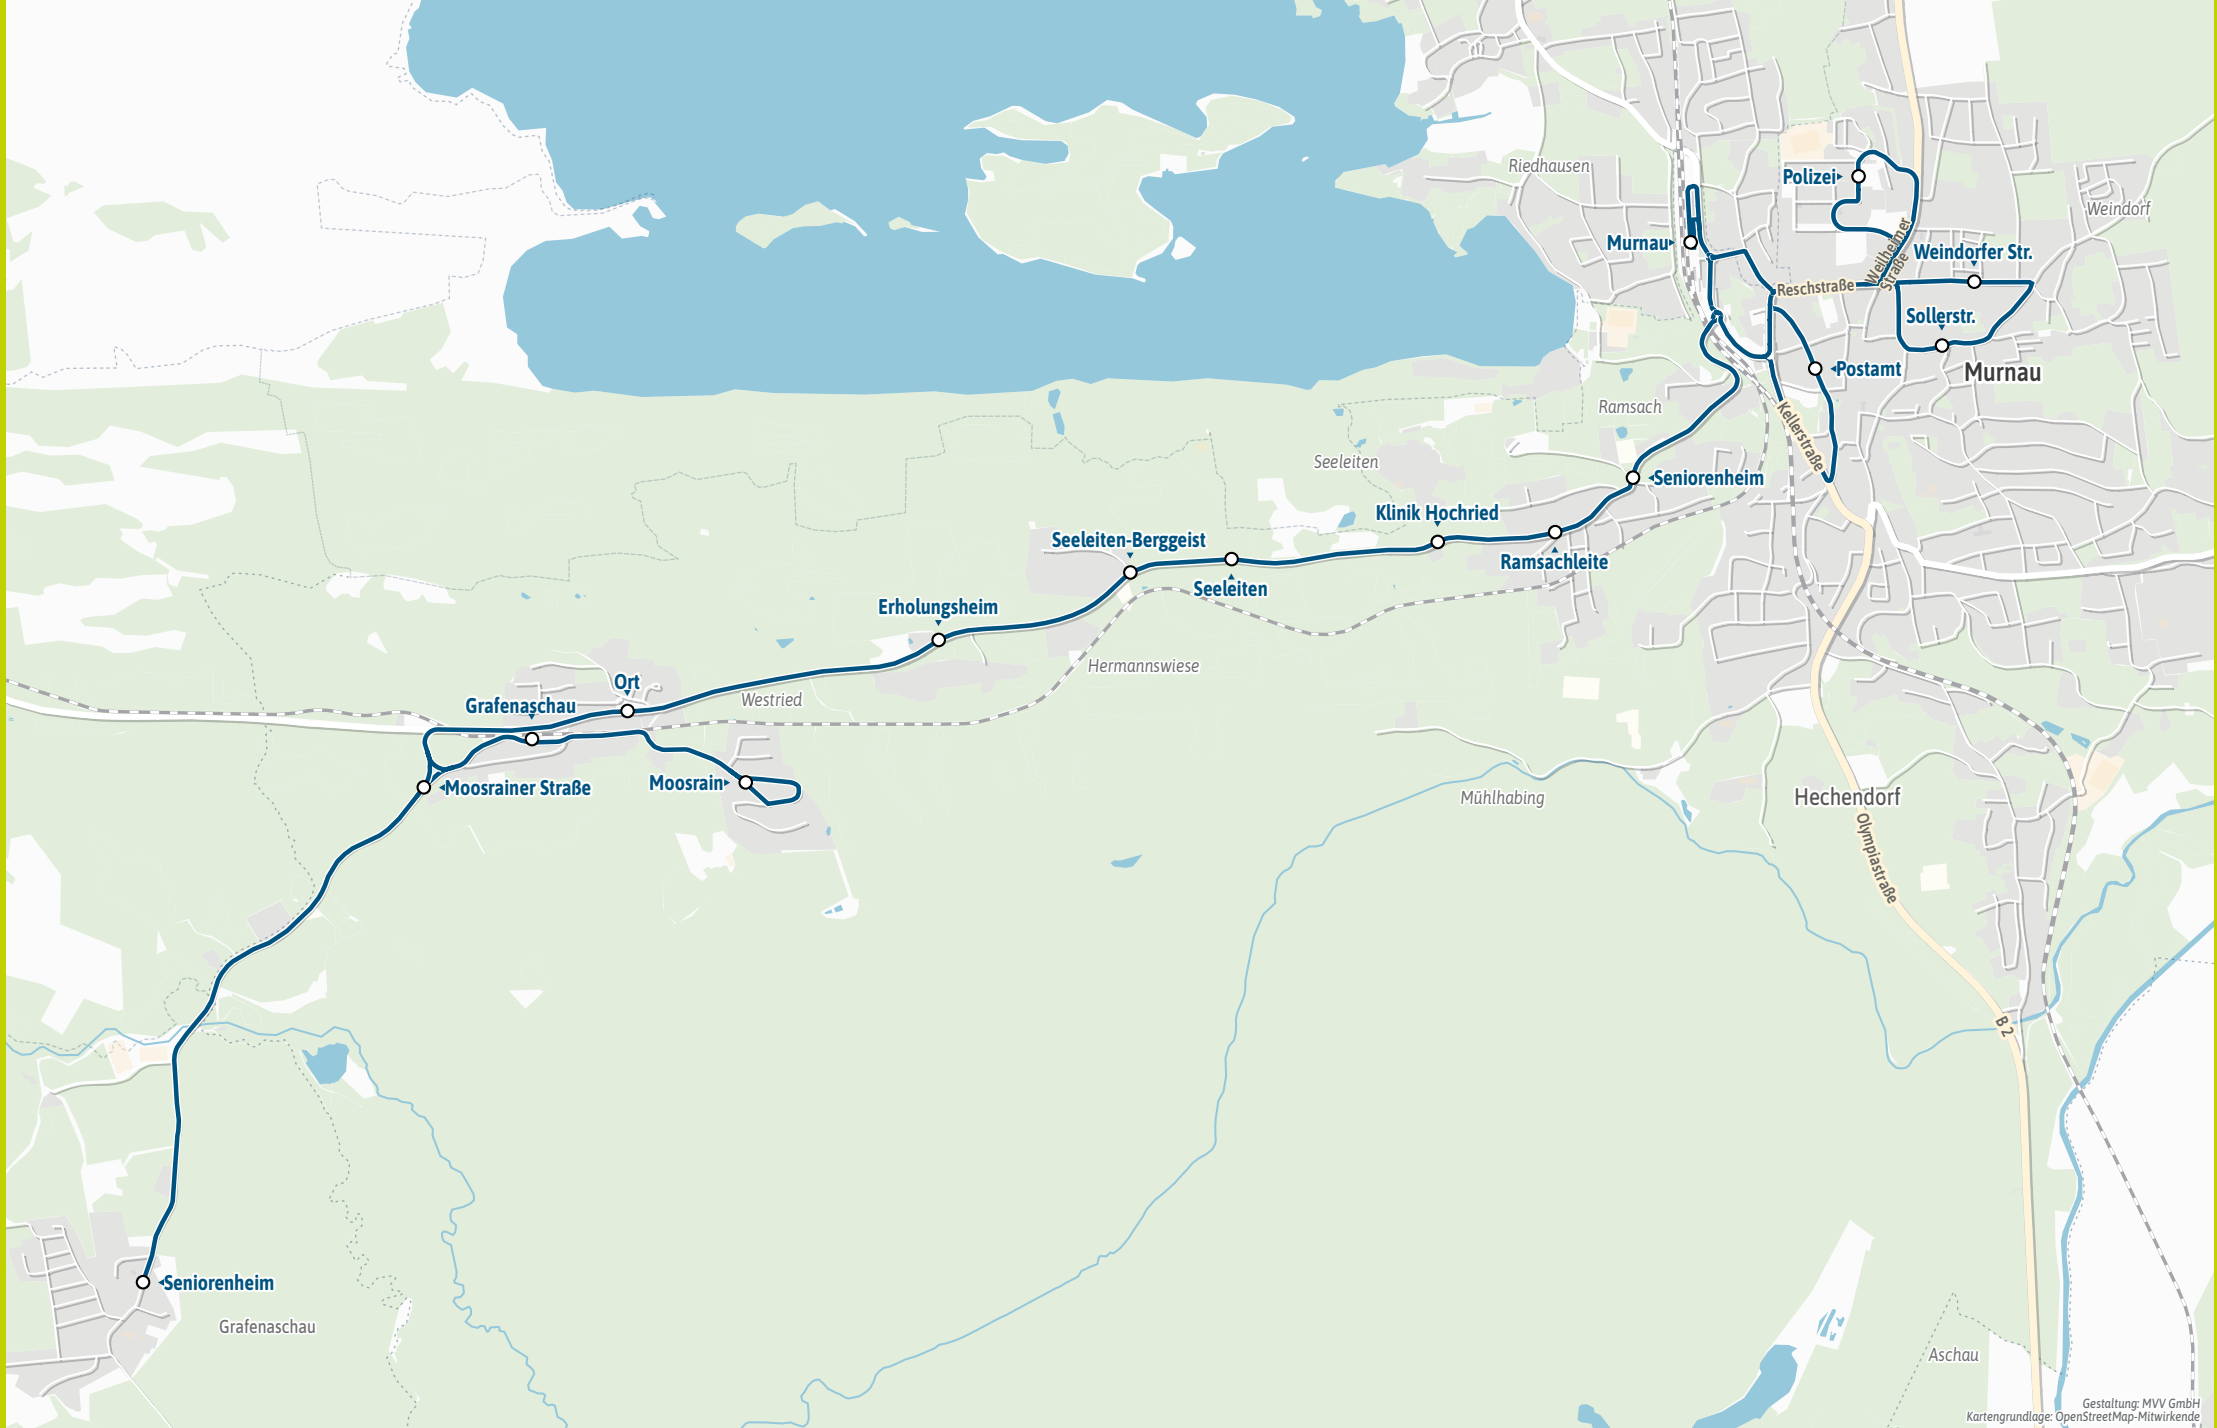 Riedhausen
Polizei
Weindorf
Murnau
Weilheimer
Straße
Weindorfer Str.
Reschstraße
Sollerstr.
Postamt
Murnau
Ramsach
Kellerstraße
Seeleiten
Seniorenheim
Klinik Hochried
Seeleiten-Berggeist
Ramsachleite
Seeleiten
Erholungsheim
Hermannswiese
Ort
Westried
Grafenaschau
Moosrain
Moosrainer Straße
Mühlhabing
Hechendorf
Olympiastraße
B 2
Seniorenheim
Grafenaschau
Aschau
Gestaltung: MVV GmbH
Kartengrundlage: OpenStreetMap-Mitwirkende